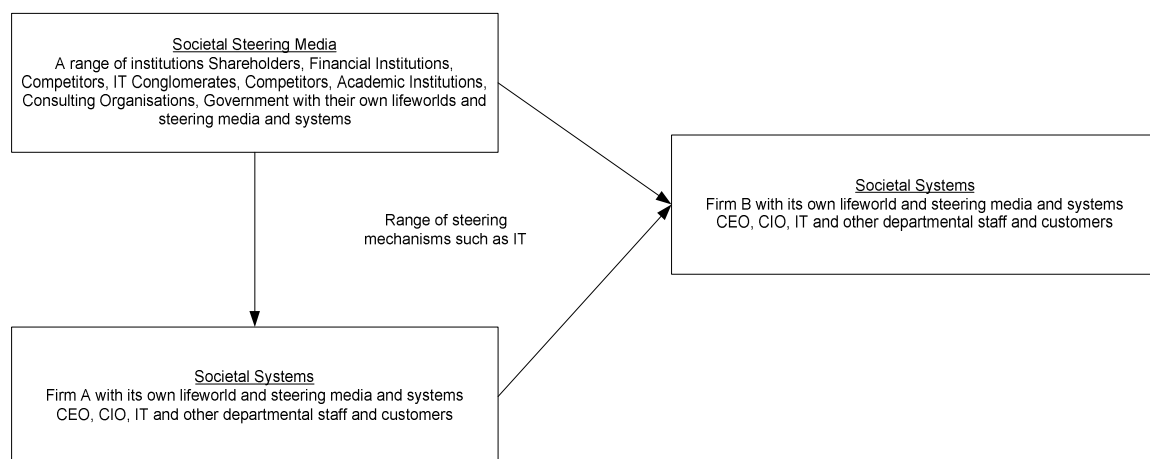 Societal Steering Media
A range of institutions Shareholders, Financial Institutions,
Competitors, IT Conglomerates, Competitors, Academic Institutions,
Consulting Organisations, Government with their own lifeworlds and
steering media and systems
Societal Systems
Firm B with its own lifeworld and steering media and systems
CEO, CIO, IT and other departmental staff and customers
Range of steering
mechanisms such as IT
Societal Systems
Firm A with its own lifeworld and steering media and systems
CEO, CIO, IT and other departmental staff and customers